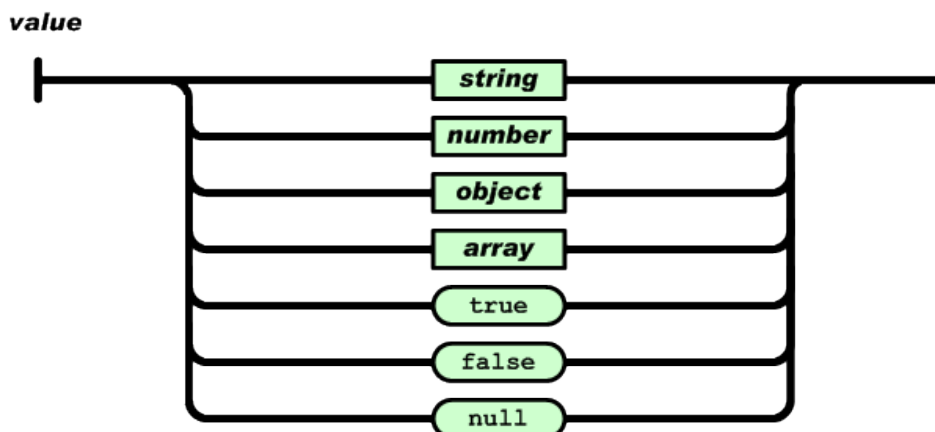 value
string
number
object
array
true
false
null